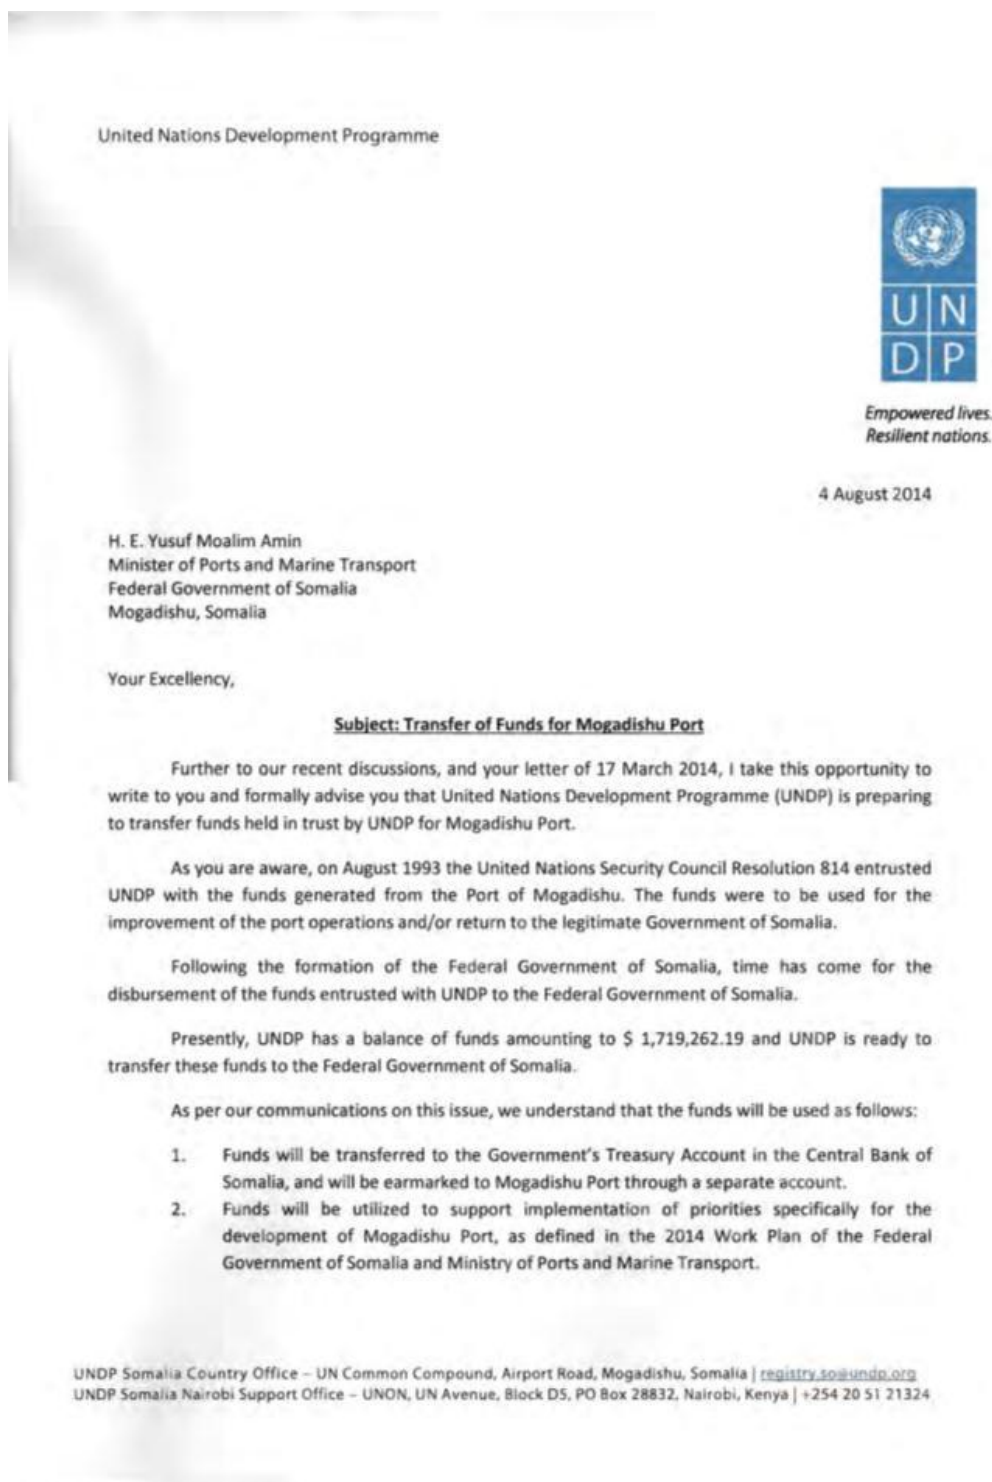 United Nations Development Programme
U N
D P
Empowered lives.
Resilient nations.
4 August 2014
H. E. Yusuf Moalim Amin
Minister of Ports and Marine Transport
Federal Government of Somalia
Mogadishu, Somalia
Your Excellency,
Subject: Transfer of Funds for Mogadishu Port
Further to our recent discussions, and your letter of 17 March 2014, I take this opportunity to
write to you and formally advise you that United Nations Development Programme (UNDP) is preparing
to transfer funds held in trust by UNDP for Mogadishu Port.
As you are aware, on August 1993 the United Nations Security Council Resolution 814 entrusted
UNDP with the funds generated from the Port of Mogadishu. The funds were to be used for the
improvement of the port operations and/or return to the legitimate Government of Somalia.
Following the formation of the Federal Government of Somalia, time has come for the
disbursement of the funds entrusted with UNDP to the Federal Government of Somalia.
Presently, UNDP has a balance of funds amounting to $ 1,719,262.19 and UNDP is ready to
transfer these funds to the Federal Government of Somalia.
As per our communications on this issue, we understand that the funds will be used as follows:
1. Funds will be transferred to the Government's Treasury Account in the Central Bank of
Somalia, and will be earmarked to Mogadishu Port through a separate account.
2. Funds will be utilized to support implementation of priorities specifically for the
development of Mogadishu Port, as defined in the 2014 Work Plan of the Federal
Government of Somalia and Ministry of Ports and Marine Transport.
UNDP Somalia Country Office – UN Common Compound, Airport Road, Mogadishu, Somalia | registry.so@undp.org
UNDP Somalia Nairobi Support Office – UNON, UN Avenue, Block D5, PO Box 28832, Nairobi, Kenya | +254 20 51 21324